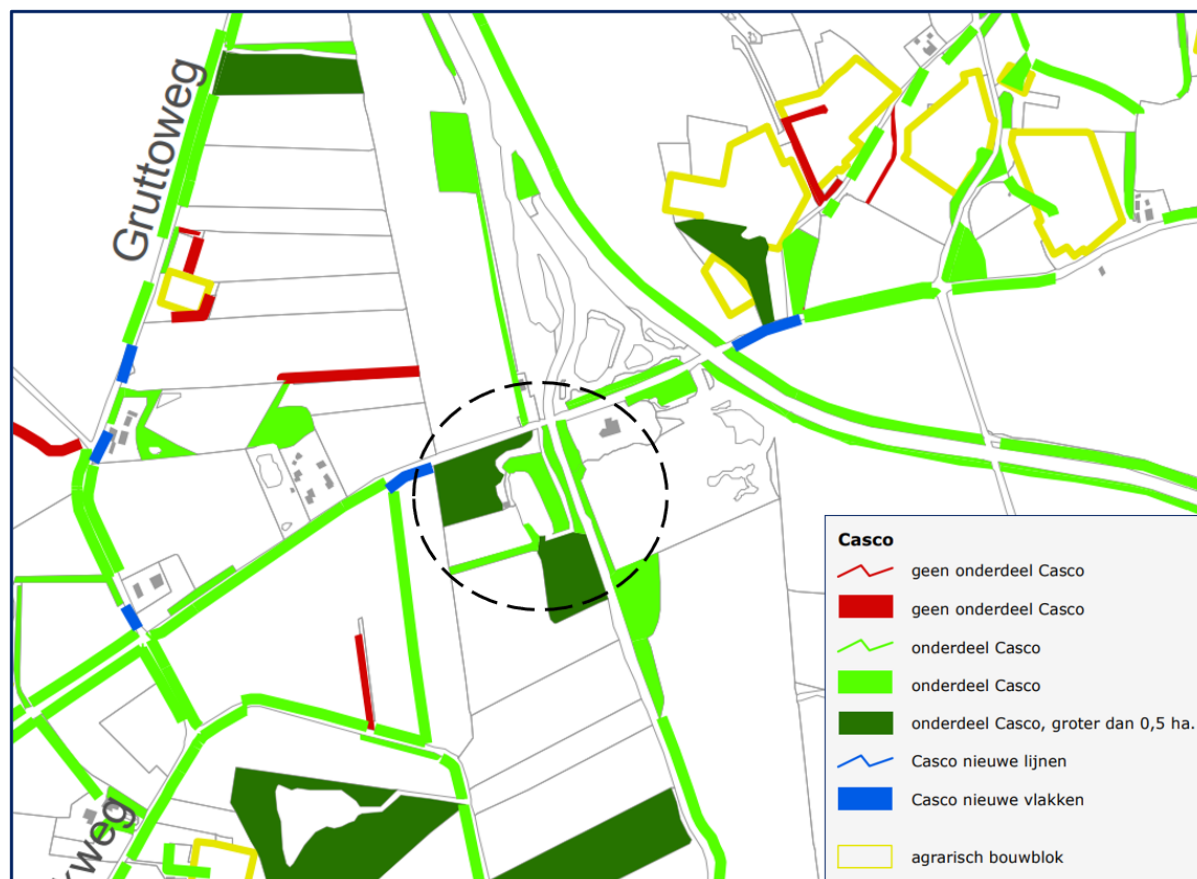 Gruttoweg
Casco
geen onderdeel Casco
geen onderdeel Casco
onderdeel Casco
onderdeel Casco
onderdeel Casco, groter dan 0,5 ha.
Casco nieuwe lijnen
Casco nieuwe vlakken
agrarisch bouwblok